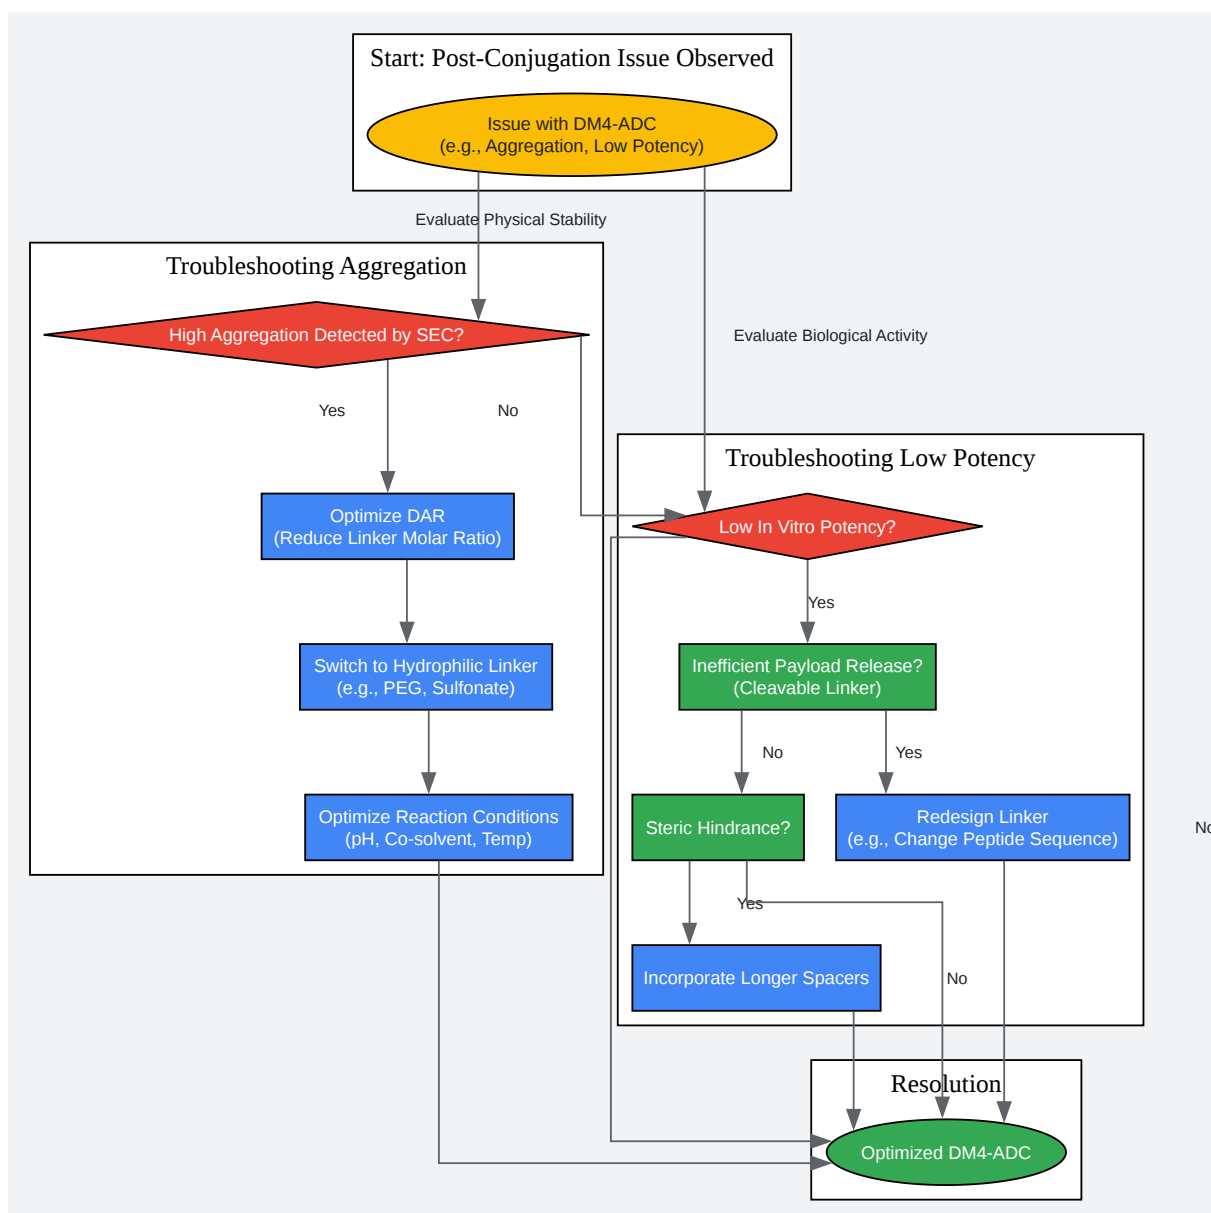 Start: Post-Conjugation Issue Observed
Issue with DM4-ADC
(e.g., Aggregation, Low Potency)
Evaluate Physical Stability
Troubleshooting Aggregation
High Aggregation Detected by SEC?
Evaluate Biological Activity
Yes
No
Troubleshooting Low Potency
Optimize DAR
(Reduce Linker Molar Ratio)
Low In Vitro Potency?
Yes
Switch to Hydrophilic Linker
(e.g., PEG, Sulfonate)
Inefficient Payload Release?
(Cleavable Linker)
No
Yes
Optimize Reaction Conditions
(pH, Co-solvent, Temp)
Steric Hindrance?
Redesign Linker
(e.g., Change Peptide Sequence)
No
Yes
Incorporate Longer Spacers
No
Resolution
Optimized DM4-ADC